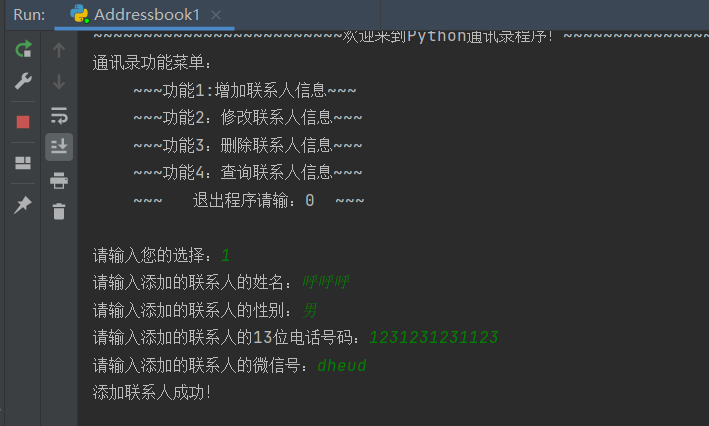 Run: Addressbook1 ×
~~~~~~~~~~~~~~~~~~~~~~~~~欢迎来到Python通讯录程序！~~~~~~~~~~~~~~~
通讯录功能菜单：
~~~功能1:增加联系人信息~~~
~~~功能2：修改联系人信息~~~
~~~功能3：删除联系人信息~~~
~~~功能4：查询联系人信息~~~
~~~ 退出程序请输：0 ~~~
请输入您的选择：1
请输入添加的联系人的姓名：呼呼呼
请输入添加的联系人的性别：男
请输入添加的联系人的13位电话号码：1231231231123
请输入添加的联系人的微信号：dheud
添加联系人成功！